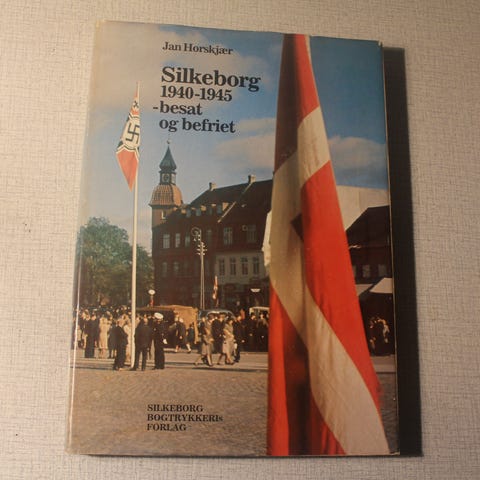 Jan Horskjær
Silkeborg
1940-1945
-besat
og befriet
SILKEBORG
BOGTRYKKERIs
FORLAG